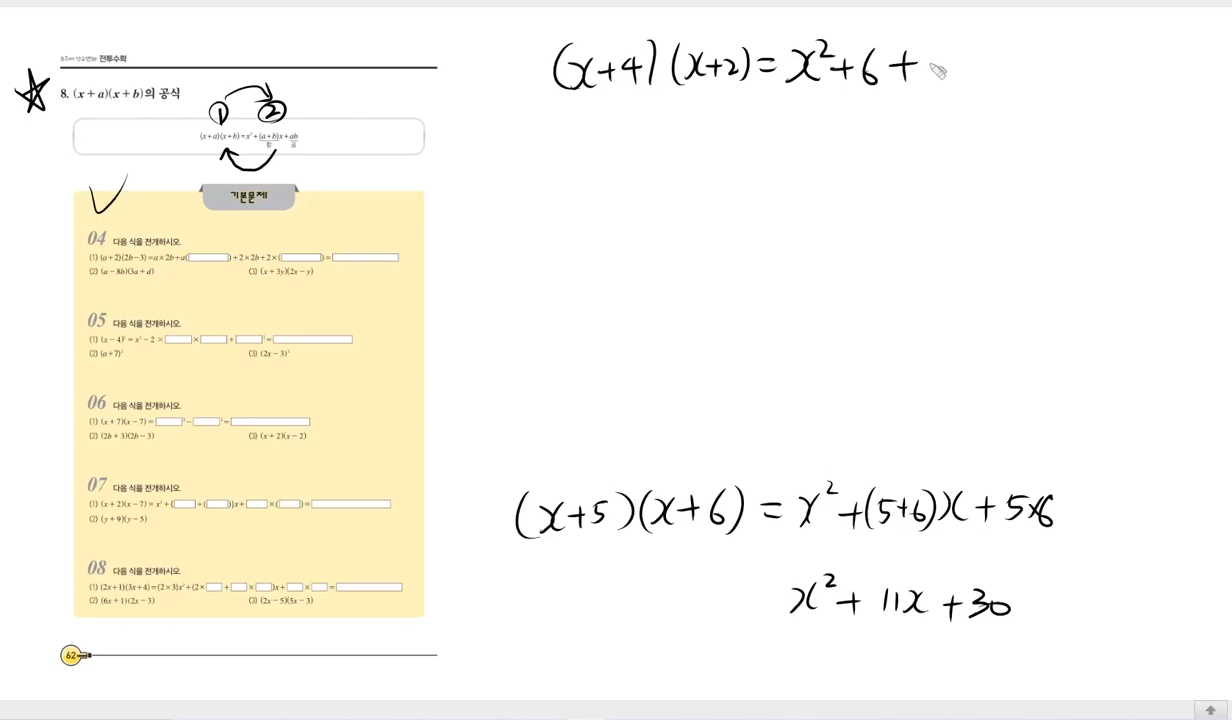 전투수학
8. (x+a)(x+b)의 공식
① ②
(x+a)(x+b)=x²+(a+b)x+ab
합 곱
기본문제
04 다음 식을 전개하시오.
(1) (a+2)(2b-3)=a×2b+a( )+2×2b+2×( )=
(2) (a-8b)(3a+d) (3) (x+3y)(2x-y)
05 다음 식을 전개하시오.
(1) (x-4)²=x²-2× × + ²=
(2) (a+7)² (3) (2x-3)²
06 다음 식을 전개하시오.
(1) (x+7)(x-7)= ²- ²=
(2) (2b+3)(2b-3) (3) (x+2)(x-2)
07 다음 식을 전개하시오.
(1) (x+2)(x-7)=x²+{ +( )}x+ ×( )=
(2) (y+9)(y-5)
08 다음 식을 전개하시오.
(1) (2x+1)(3x+4)=(2×3)x²+(2× + × )x+ × =
(2) (6x+1)(2x-3) (3) (2x-5)(5x-3)
62
(x+4)(x+2)=x²+6+
(x+5)(x+6)=x²+(5+6)x+5×6
x²+11x+30